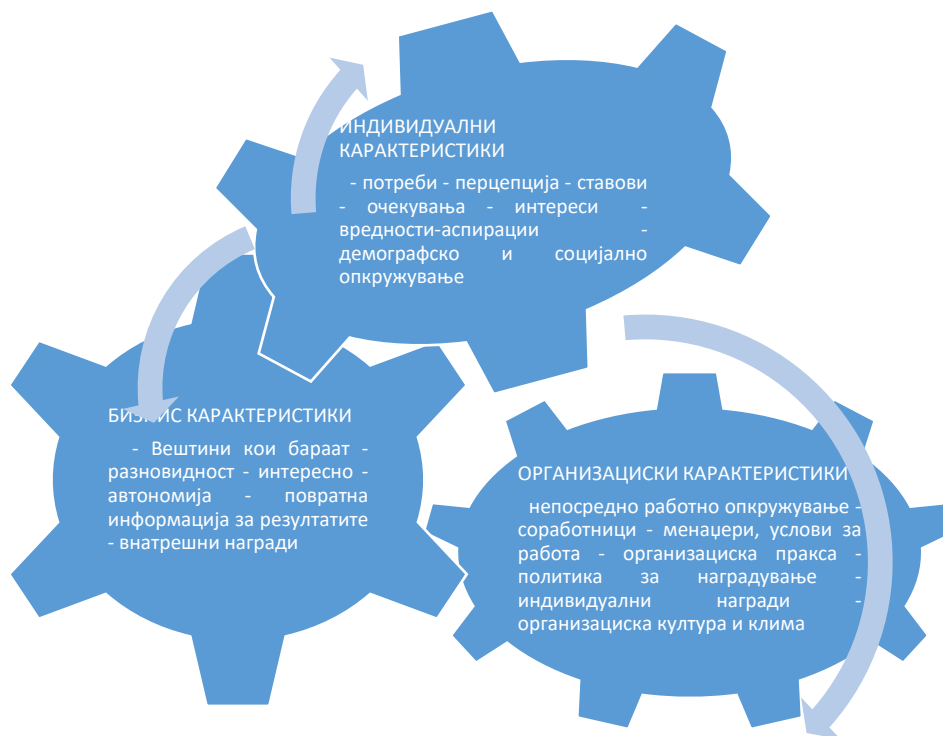 ИНДИВИДУАЛНИ
КАРАКТЕРИСТИКИ
- потреби - перцепција - ставови
- очекувања - интереси -
вредности-аспирации -
демографско и социјално
опкружување
БИЗНИС КАРАКТЕРИСТИКИ
- Вештини кои бараат -
разновидност - интересно -
автономија - повратна
информација за резултатите
- внатрешни награди
ОРГАНИЗАЦИСКИ КАРАКТЕРИСТИКИ
непосредно работно опкружување -
соработници - менаџери, услови за
работа - организациска пракса -
политика за наградување -
индивидуални награди -
организациска култура и клима